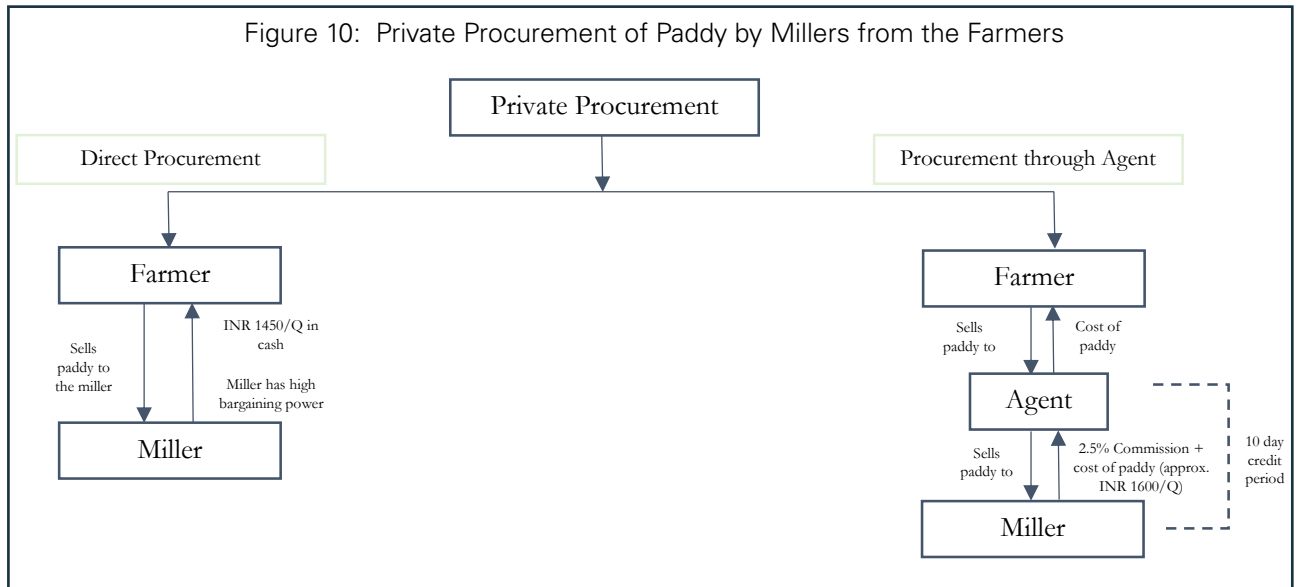 Figure 10: Private Procurement of Paddy by Millers from the Farmers
Private Procurement
Direct Procurement
Procurement through Agent
Farmer
Sells
paddy to
the miller
INR 1450/Q in
cash
Miller has high
bargaining power
Miller
Farmer
Sells
paddy to
Cost of
paddy
Agent
Sells
paddy to
2.5% Commission +
cost of paddy (approx.
INR 1600/Q)
10 day
credit
period
Miller